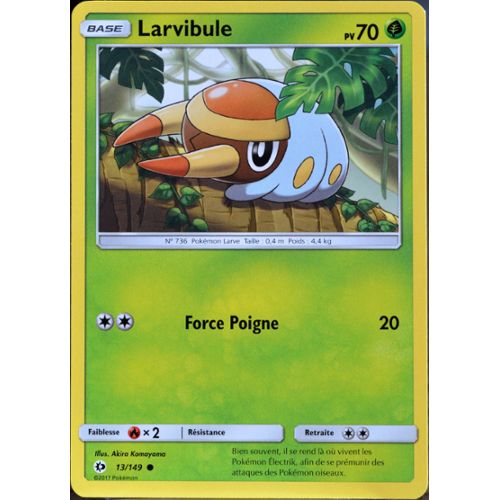 BASE Larvibule PV 70
N° 736 Pokémon Larve Taille : 0,4 m Poids : 4,4 kg
Force Poigne 20
Faiblesse × 2 Résistance Retraite
Illus. Akira Komayama
13/149
©2017 Pokémon
Bien souvent, il se rend là où vivent les
Pokémon Électrik, afin de se prémunir des
attaques des Pokémon oiseaux.